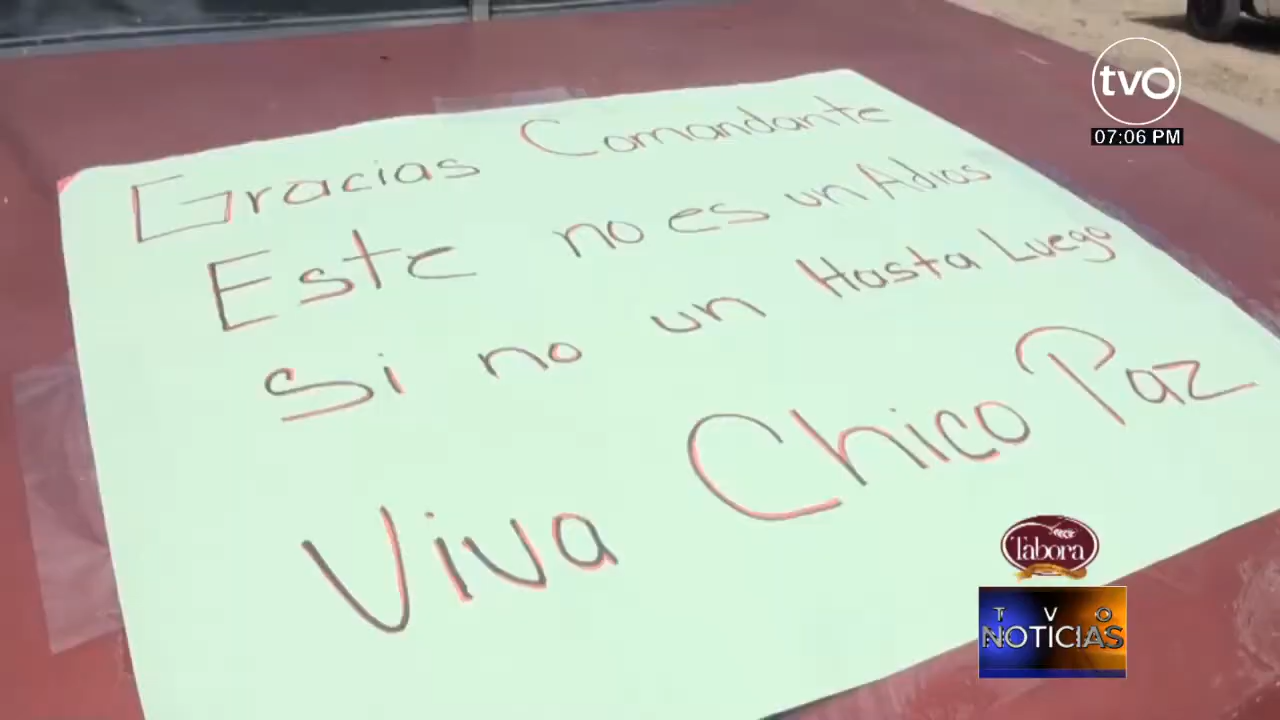 tvo
07:06 PM
Gracias Comandante
Este no es un Adios
Si no un Hasta Luego
Viva Chico Paz
Tabora
TVO
NOTICIAS